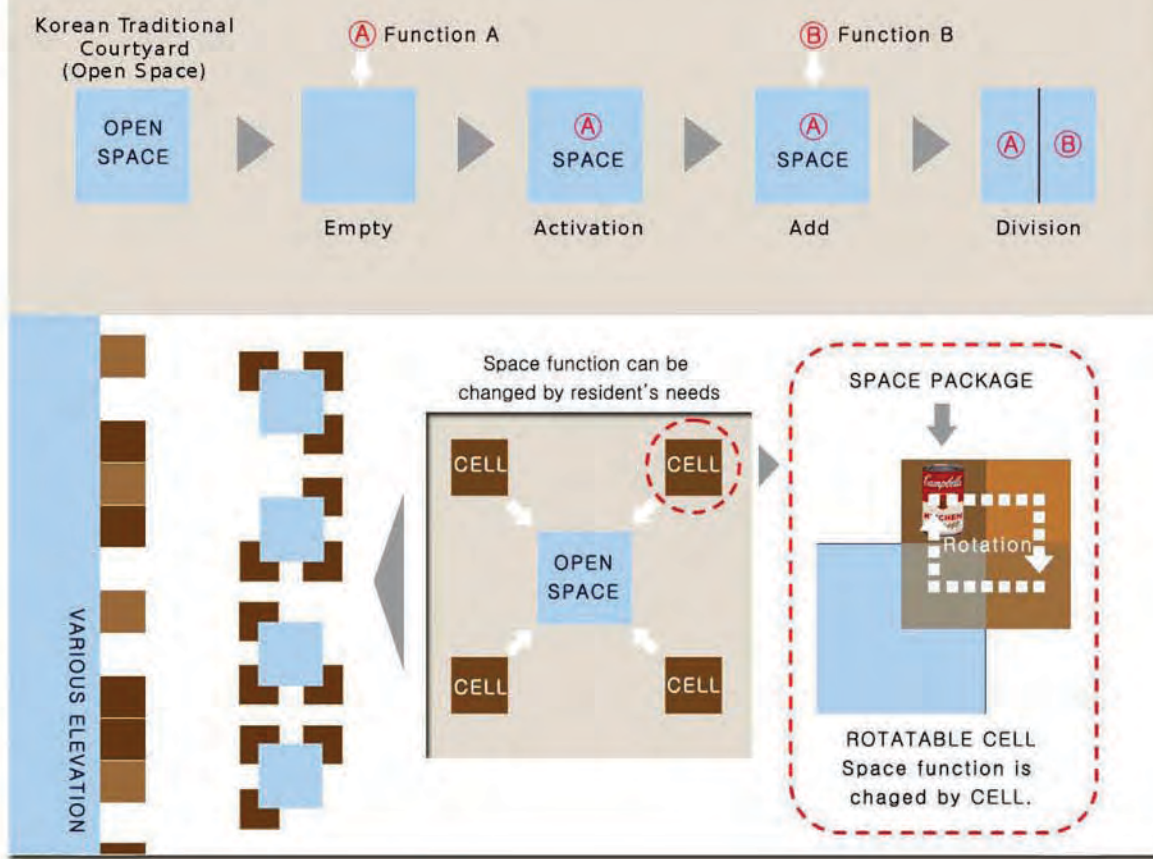 Korean Traditional
Courtyard
(Open Space)
Ⓐ Function A
Ⓑ Function B
OPEN
SPACE
Ⓐ
SPACE
Ⓐ
SPACE
Ⓐ Ⓑ
Empty
Activation
Add
Division
VARIOUS ELEVATION
Space function can be
changed by resident's needs
CELL
CELL
OPEN
SPACE
CELL
CELL
SPACE PACKAGE
Campbell's
KITCHEN
Rotation
ROTATABLE CELL
Space function is
chaged by CELL.